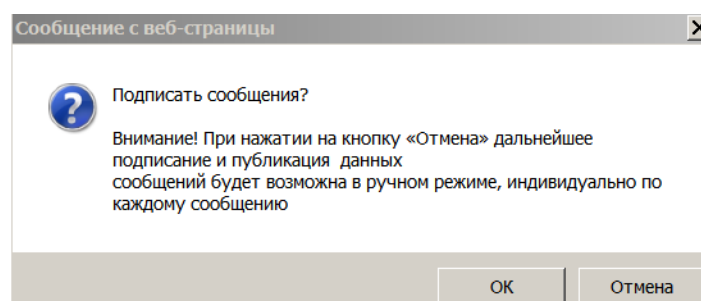 Сообщение с веб-страницы
Подписать сообщения?
Внимание! При нажатии на кнопку «Отмена» дальнейшее
подписание и публикация данных
сообщений будет возможна в ручном режиме, индивидуально по
каждому сообщению
ОК Отмена